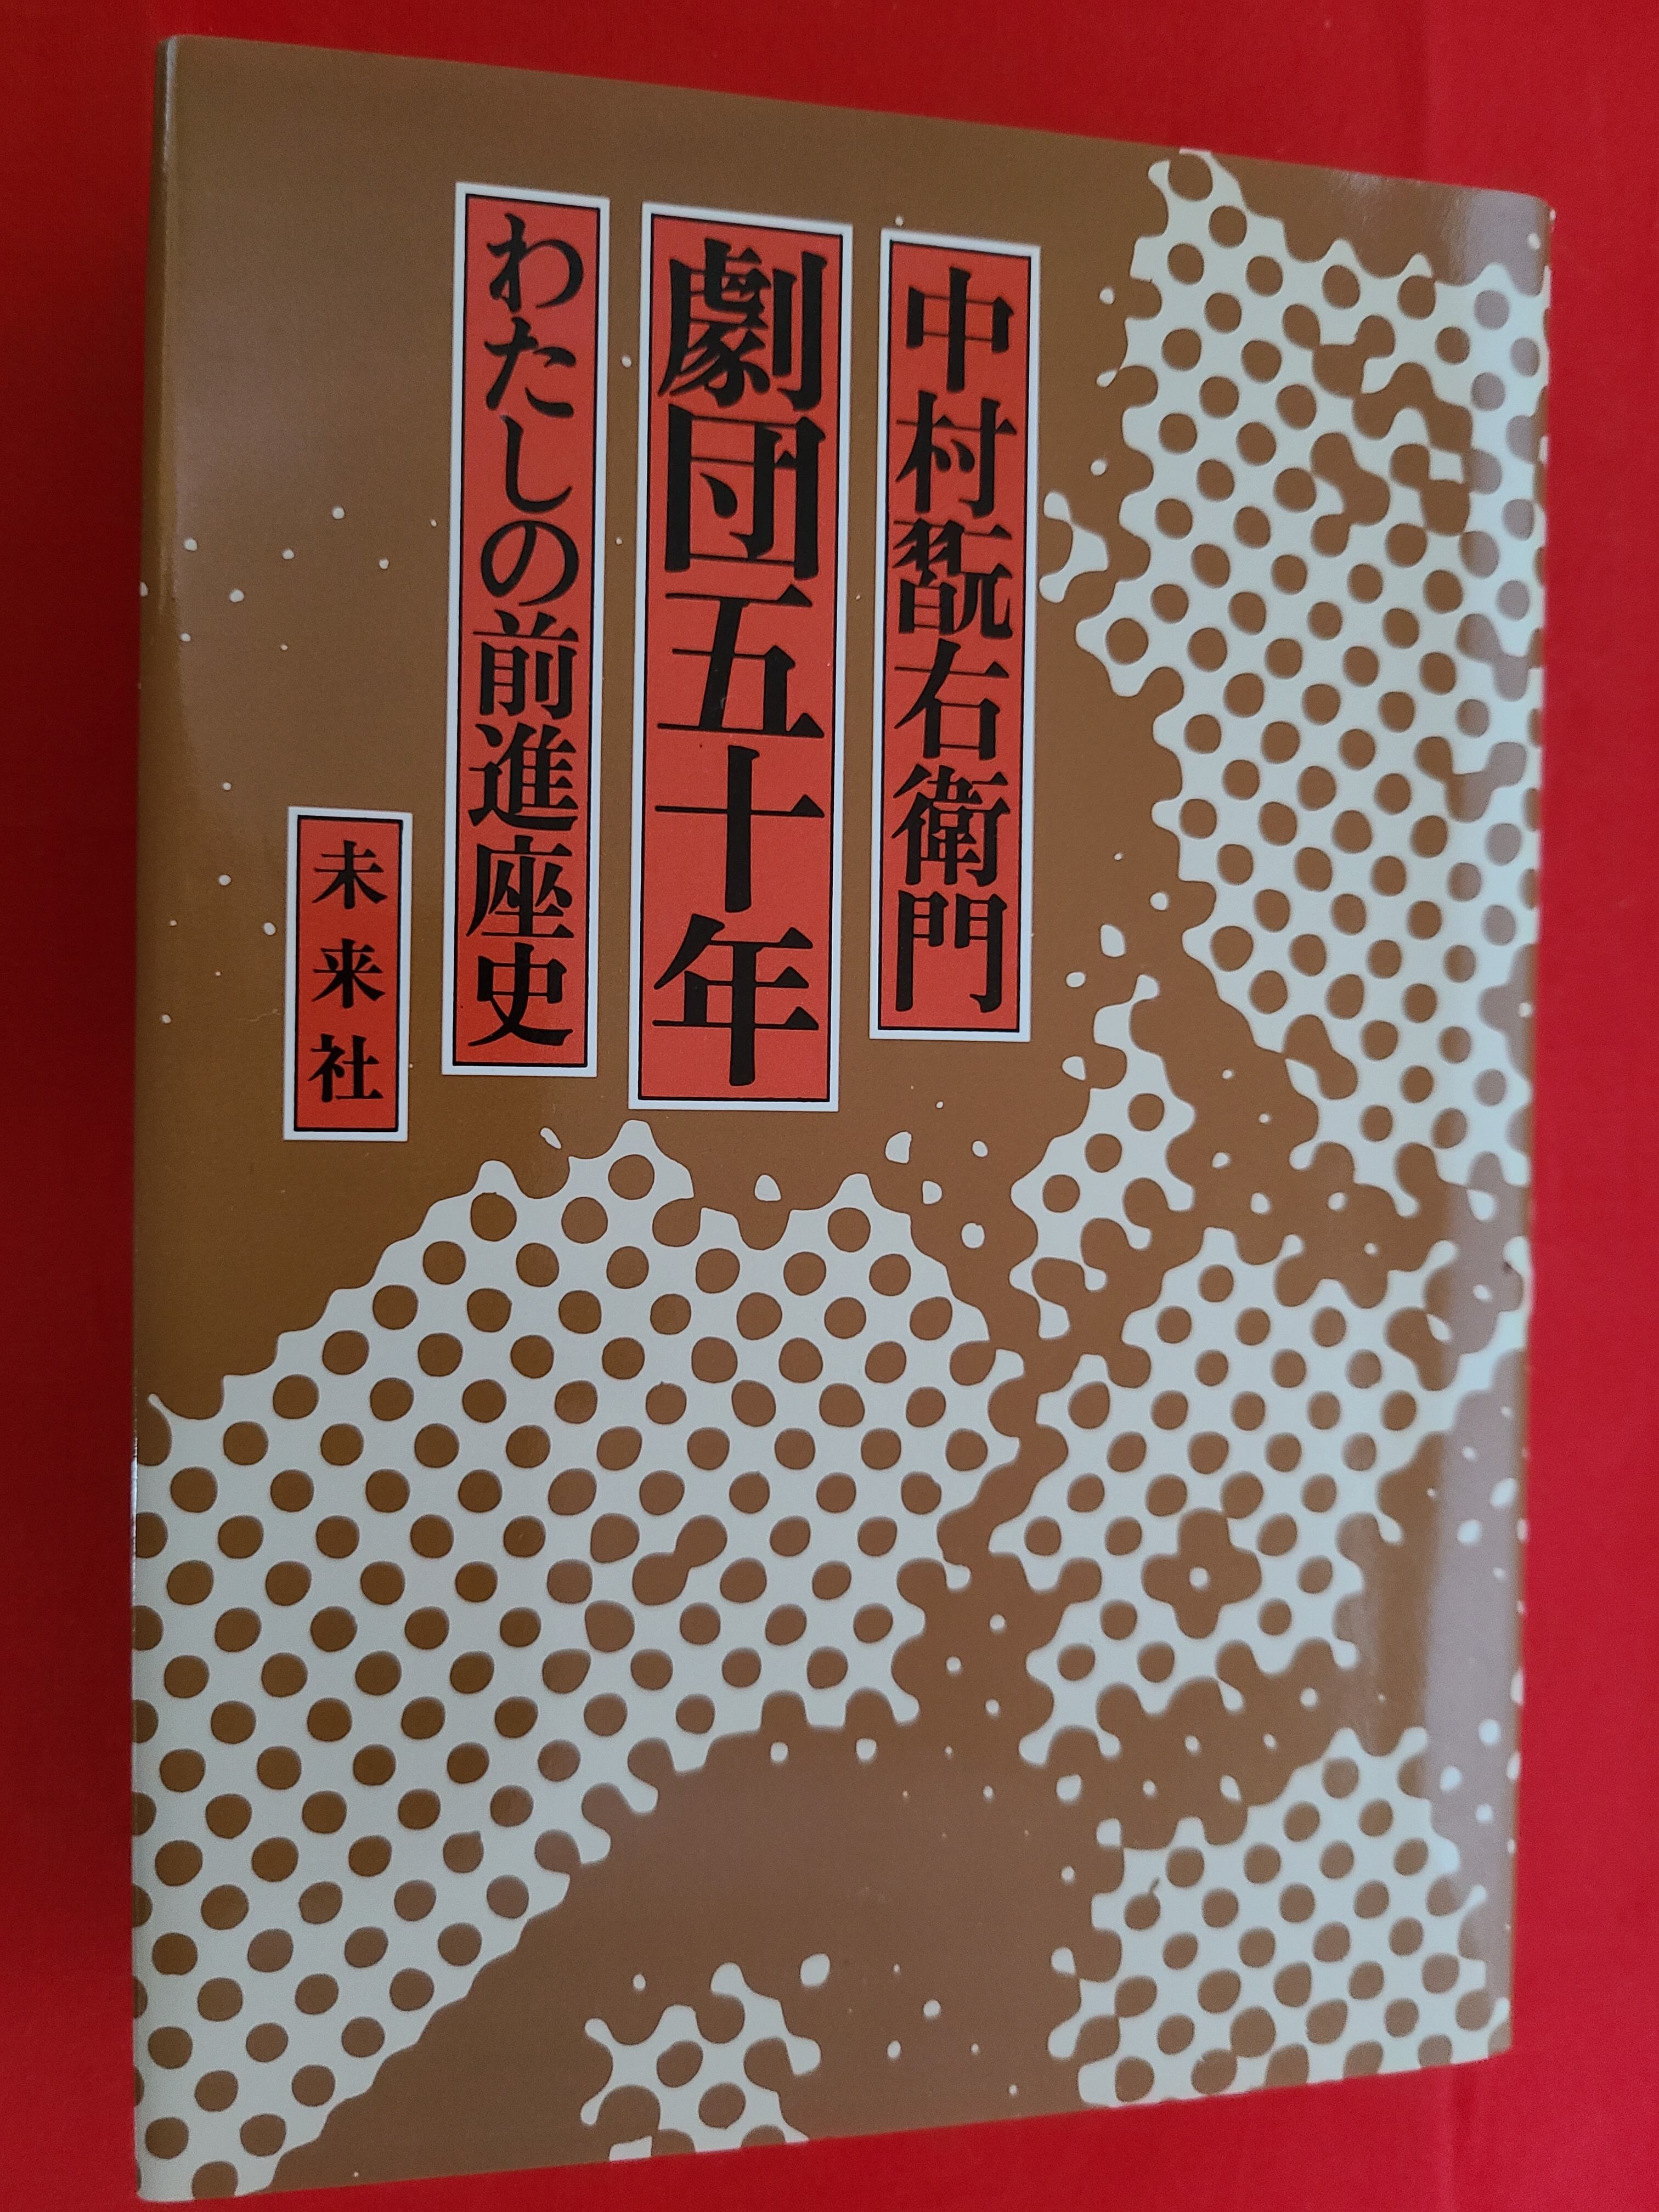 中村翫右衛門
劇団五十年
わたしの前進座史
未来社